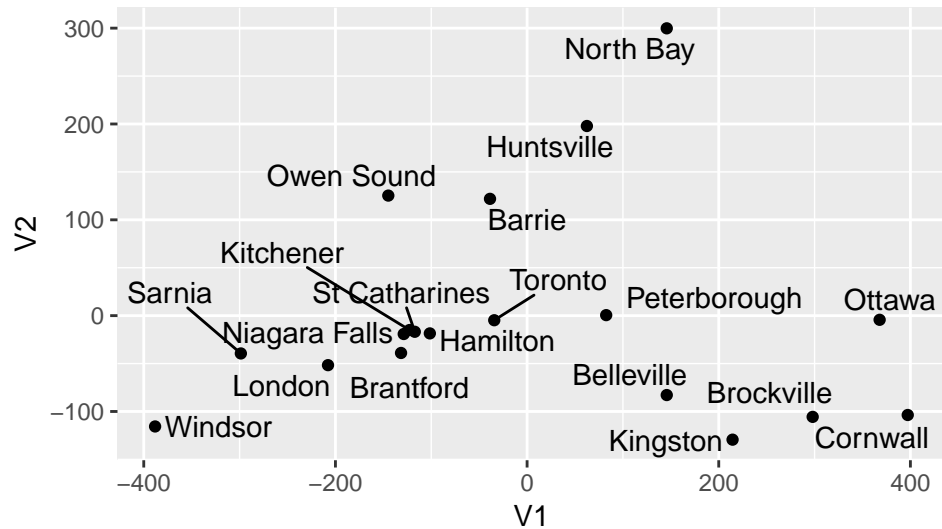 300
200
100
0
−100
V2
North Bay
Huntsville
Owen Sound
Barrie
Kitchener
Toronto
Sarnia
St Catharines
Peterborough
Ottawa
Niagara Falls
Hamilton
London
Brantford
Belleville
Brockville
Windsor
Kingston
Cornwall
−400
−200
0
200
400
V1